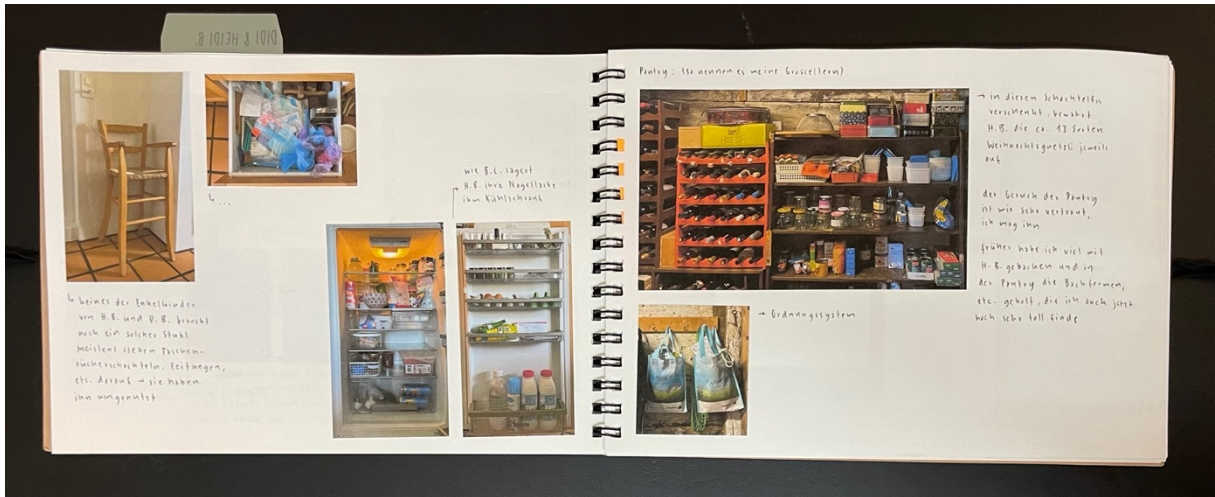 DIDI & HEIDI B.
↳ ...
wie B.C. lagert
H.B. ihre Nagellacke
im Kühlschrank
↳ keines der Enkelkinder
von H.B. und D.B. braucht
noch ein solcher Stuhl
meistens stehen Taschen-
tücherschachteln, Zeitungen,
etc. darauf → sie haben
ihn umgenutzt
Pantry: (so nennen es meine Grosseltern)
→ in diesen Schachteln
verschenkt, bewahrt
H.B. die ca. 13 Sorten
Weihnachtsguetzli jeweils
auf
der Geruch der Pantry
ist mir sehr vertraut,
ich mag ihn
früher habe ich viel mit
H.B. gebacken und in
der Pantry die Backformen,
etc. geholt, die ich auch jetzt
noch sehr toll finde
→ Ordnungssystem